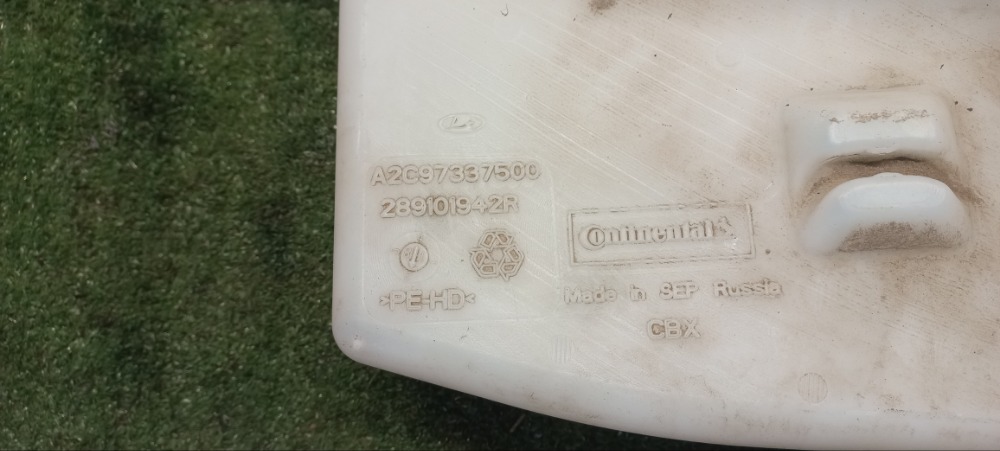 A2C97337500
289101942R
>PE-HD<
Continental
Made in SEP Russia
CBX